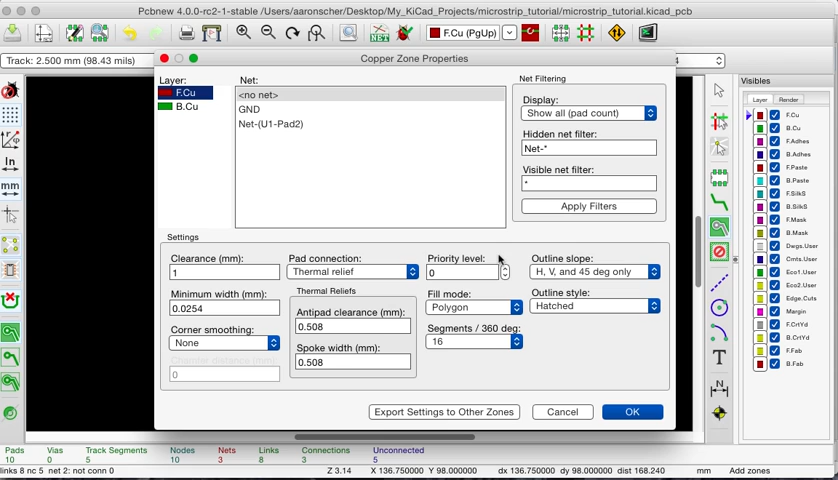 Pcbnew 4.0.0-rc2-1-stable /Users/aaronscher/Desktop/My_KiCad_Projects/microstrip_tutorial/microstrip_tutorial.kicad_pcb
NET
F.Cu (PgUp)
Track: 2.500 mm (98.43 mils)
4
In
mm
Copper Zone Properties
Layer:
F.Cu
B.Cu
Net:
<no net>
GND
Net-(U1-Pad2)
Net Filtering
Display:
Show all (pad count)
Hidden net filter:
Net-*
Visible net filter:
*
Apply Filters
Settings
Clearance (mm):
1
Minimum width (mm):
0.0254
Corner smoothing:
None
Chamfer distance (mm):
0
Pad connection:
Thermal relief
Thermal Reliefs
Antipad clearance (mm):
0.508
Spoke width (mm):
0.508
Priority level:
0
Fill mode:
Polygon
Segments / 360 deg:
16
Outline slope:
H, V, and 45 deg only
Outline style:
Hatched
Export Settings to Other Zones
Cancel
OK
T
N
Visibles
Layer
Render
F.Cu
B.Cu
F.Adhes
B.Adhes
F.Paste
B.Paste
F.SilkS
B.SilkS
F.Mask
B.Mask
Dwgs.User
Cmts.User
Eco1.User
Eco2.User
Edge.Cuts
Margin
F.CrtYd
B.CrtYd
F.Fab
B.Fab
Pads
10
Vias
0
Track Segments
5
Nodes
10
Nets
3
Links
8
Connections
3
Unconnected
5
links 8 nc 5 net 2: not conn 0
Z 3.14
X 136.750000 Y 98.000000
dx 136.750000 dy 98.000000 dist 168.240
mm
Add zones